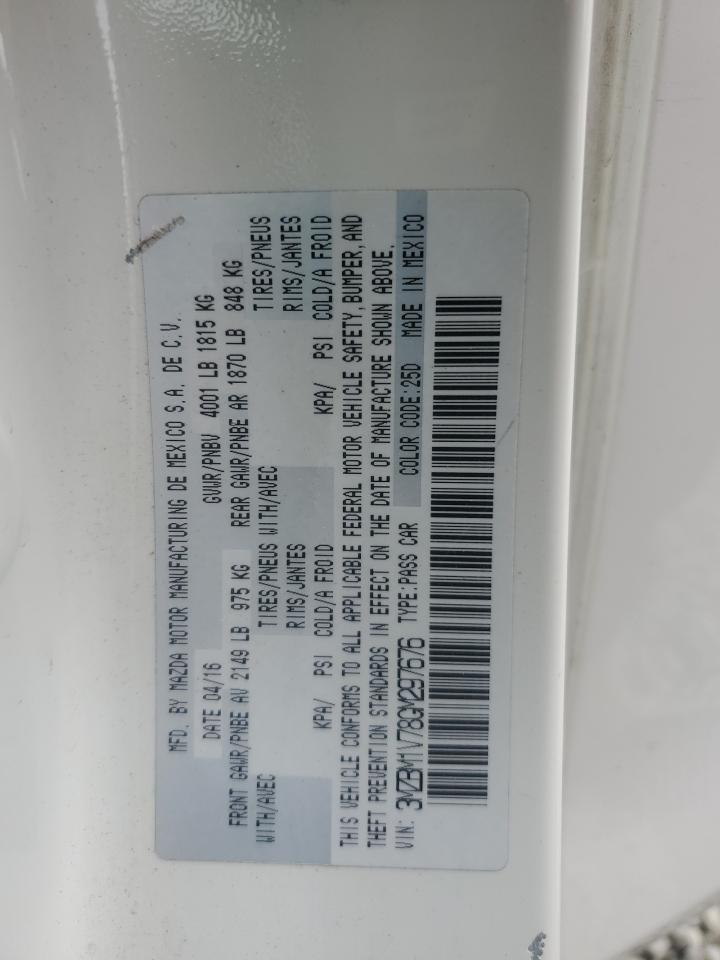 MFD. BY MAZDA MOTOR MANUFACTURING DE MEXICO S.A. DE C.V.
DATE 04/16 GVWR/PNBV 4001 LB 1815 KG
FRONT GAWR/PNBE AV 2149 LB 975 KG REAR GAWR/PNBE AR 1870 LB 848 KG
WITH/AVEC TIRES/PNEUS WITH/AVEC TIRES/PNEUS
RIMS/JANTES RIMS/JANTES
KPA/ PSI COLD/A FROID KPA/ PSI COLD/A FROID
THIS VEHICLE CONFORMS TO ALL APPLICABLE FEDERAL MOTOR VEHICLE SAFETY, BUMPER, AND
THEFT PREVENTION STANDARDS IN EFFECT ON THE DATE OF MANUFACTURE SHOWN ABOVE.
VIN: 3MZBM1V78GM297676 TYPE:PASS CAR COLOR CODE:25D MADE IN MEXICO